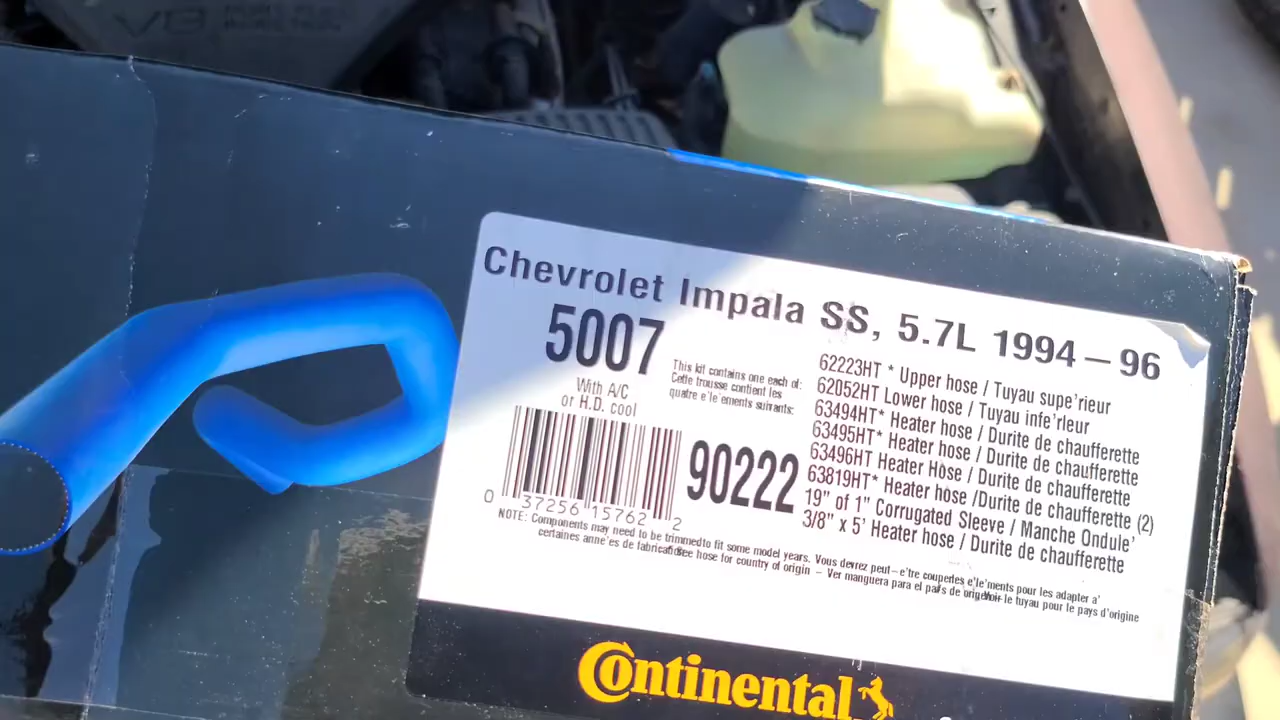 V8
Chevrolet Impala SS, 5.7L 1994 – 96
5007
With A/C
or H.D. cool
This kit contains one each of:
Cette trousse contient les
quatre e'le ements suirants:
62223HT * Upper hose / Tuyau supe'rieur
62052HT Lower hose / Tuyau infe'rleur
63494HT* Heater hose / Durite de chaufferette
63495HT* Heater hose / Durite de chaufferette
63496HT Heater Hose / Durite de chaufferette
63819HT* Heater hose /Durite de chaufferette (2)
19" of 1" Corrugated Sleeve / Manche Ondule'
3/8" x 5' Heater hose / Durite de chaufferette
90222
0 37256 15762 2
NOTE: Components may need to be trimmedto fit some model years. Vous devrez peut–e'tre couperles e'le'ments pour les adapter a'
certaines anne'es de fabrication See hose for country of origin – Ver manguera para el pais de origen – Voir le tuyau pour le pays d'origine
Continental